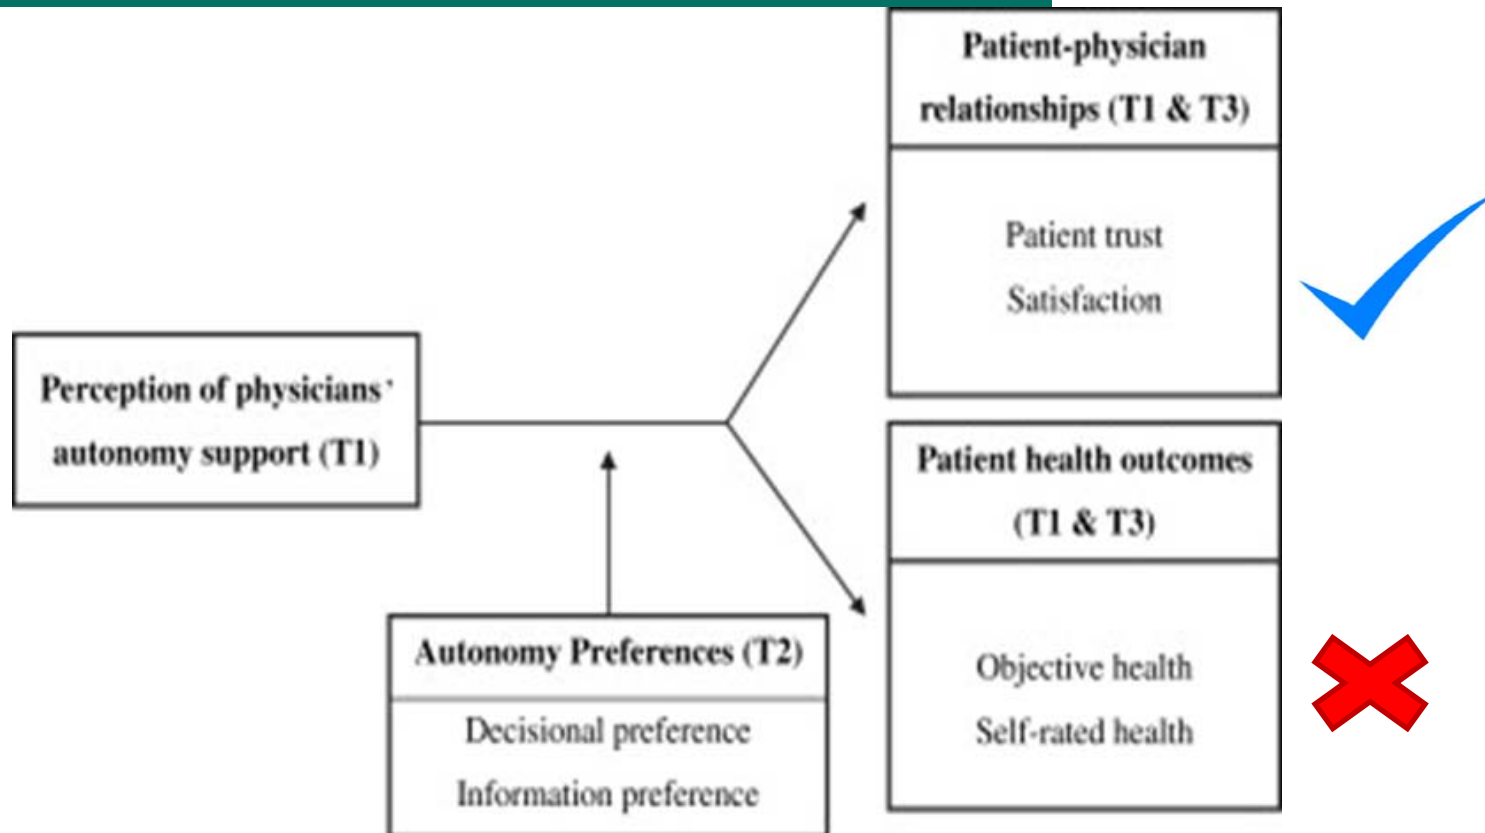 Patient-physician
relationships (T1 & T3)
Patient trust
Satisfaction
Perception of physicians'
autonomy support (T1)
Patient health outcomes
(T1 & T3)
Objective health
Self-rated health
Autonomy Preferences (T2)
Decisional preference
Information preference